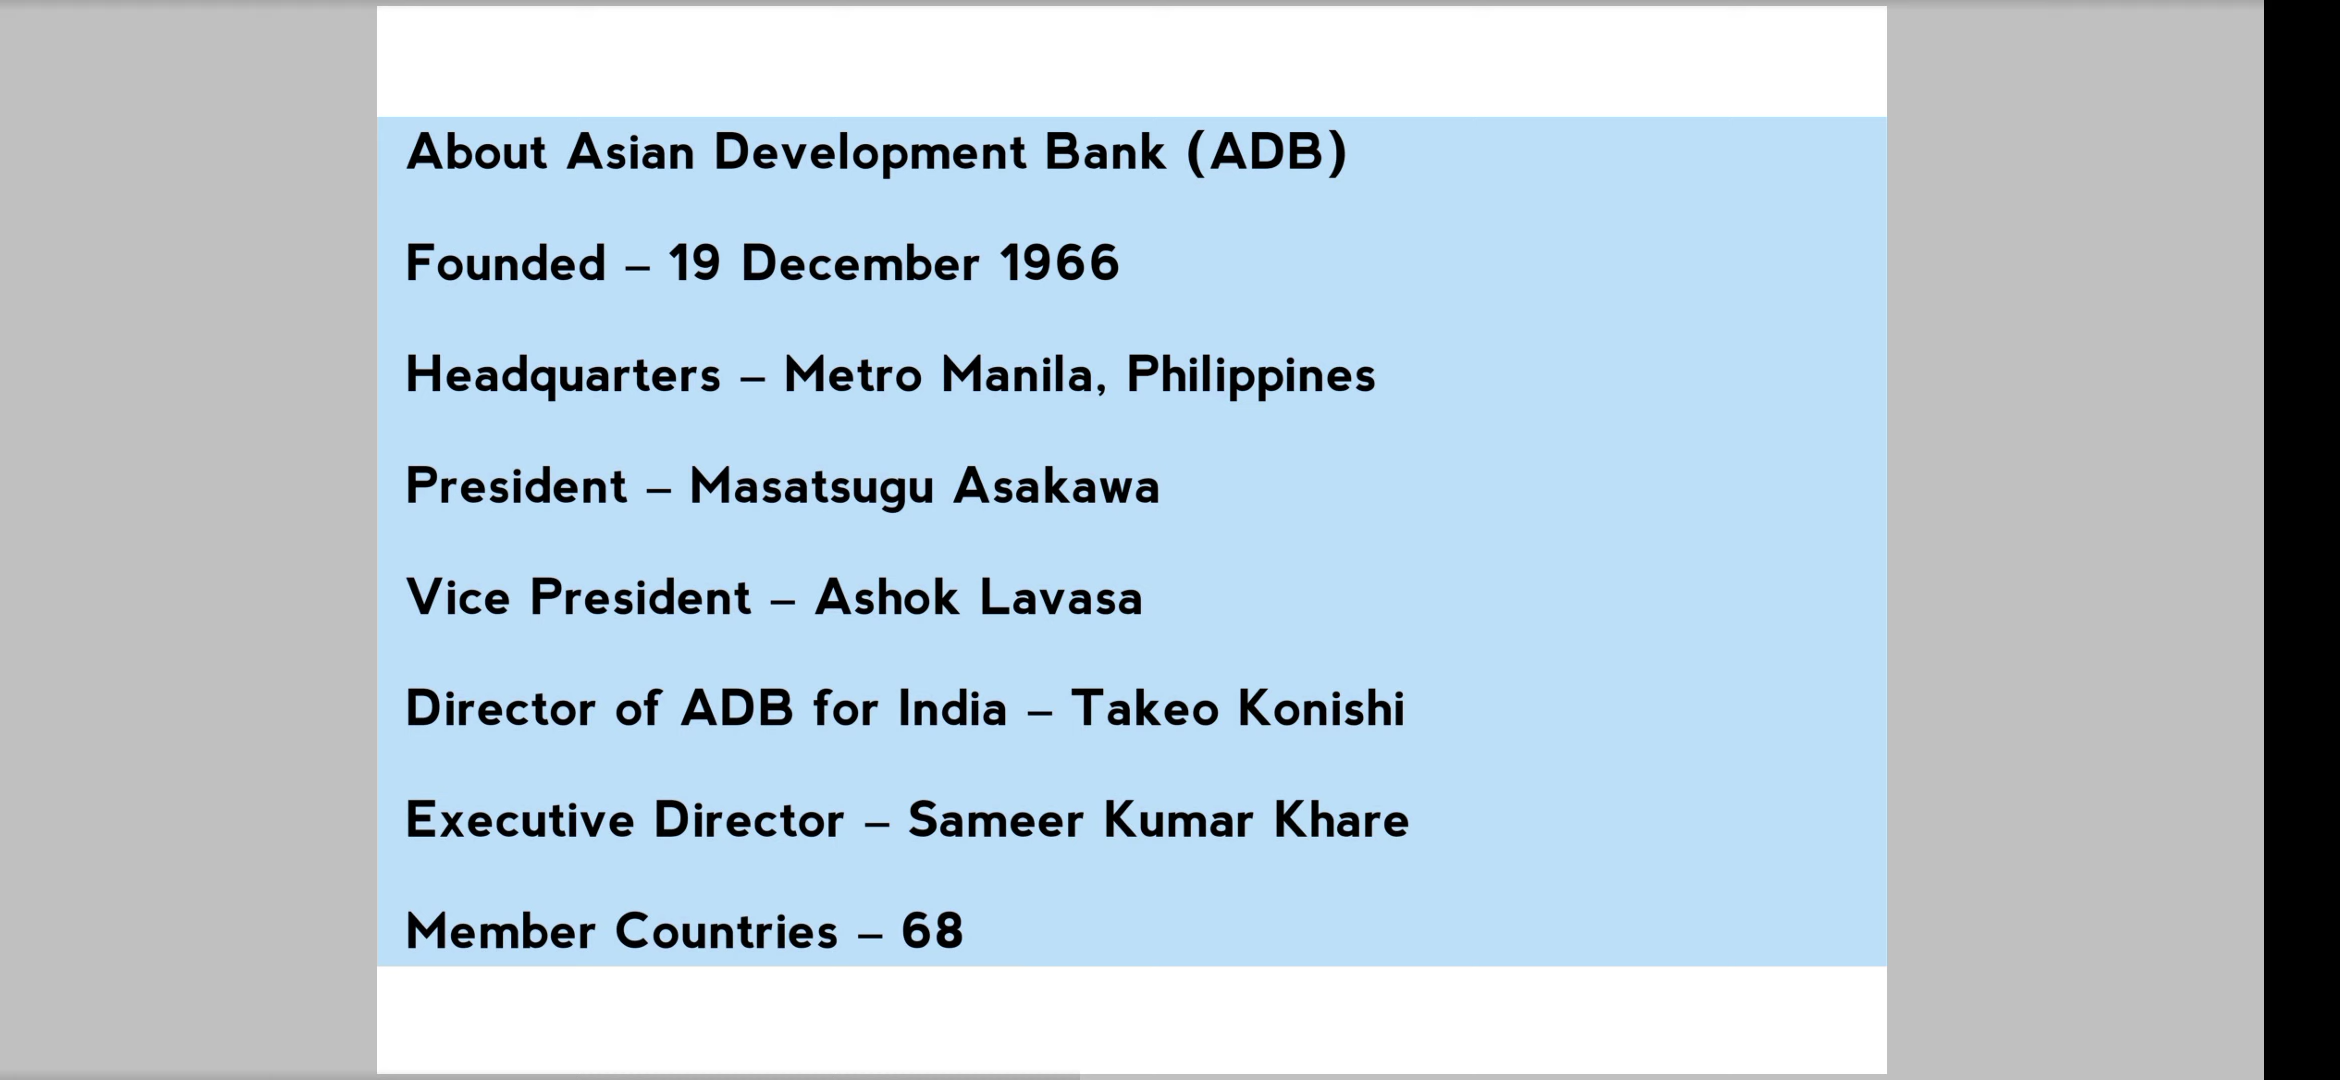 About Asian Development Bank (ADB)
Founded – 19 December 1966
Headquarters – Metro Manila, Philippines
President – Masatsugu Asakawa
Vice President – Ashok Lavasa
Director of ADB for India – Takeo Konishi
Executive Director – Sameer Kumar Khare
Member Countries – 68